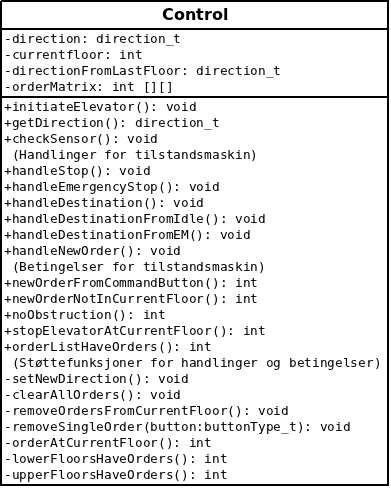 Control
-direction: direction_t
-currentfloor: int
-directionFromLastFloor: direction_t
-orderMatrix: int [][]
+initiateElevator(): void
+getDirection(): direction_t
+checkSensor(): void
(Handlinger for tilstandsmaskin)
+handleStop(): void
+handleEmergencyStop(): void
+handleDestination(): void
+handleDestinationFromIdle(): void
+handleDestinationFromEM(): void
+handleNewOrder(): void
(Betingelser for tilstandsmaskin)
+newOrderFromCommandButton(): int
+newOrderNotInCurrentFloor(): int
+noObstruction(): int
+stopElevatorAtCurrentFloor(): int
+orderListHaveOrders(): int
(Støttefunksjoner for handlinger og betingelser)
-setNewDirection(): void
-clearAllOrders(): void
-removeOrdersFromCurrentFloor(): void
-removeSingleOrder(button:buttonType_t): void
-orderAtCurrentFloor(): int
-lowerFloorsHaveOrders(): int
-upperFloorsHaveOrders(): int